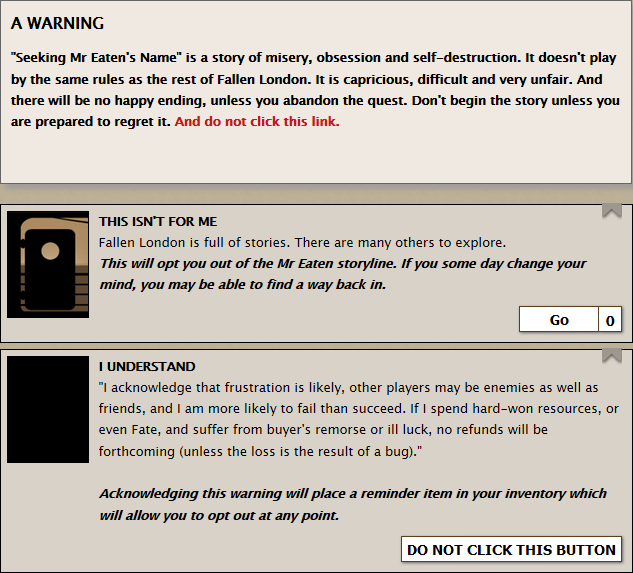 A WARNING
"Seeking Mr Eaten's Name" is a story of misery, obsession and self-destruction. It doesn't play
by the same rules as the rest of Fallen London. It is capricious, difficult and very unfair. And
there will be no happy ending, unless you abandon the quest. Don't begin the story unless you
are prepared to regret it. And do not click this link.
THIS ISN'T FOR ME
Fallen London is full of stories. There are many others to explore.
This will opt you out of the Mr Eaten storyline. If you some day change your
mind, you may be able to find a way back in.
Go 0
I UNDERSTAND
"I acknowledge that frustration is likely, other players may be enemies as well as
friends, and I am more likely to fail than succeed. If I spend hard-won resources, or
even Fate, and suffer from buyer's remorse or ill luck, no refunds will be
forthcoming (unless the loss is the result of a bug)."
Acknowledging this warning will place a reminder item in your inventory which
will allow you to opt out at any point.
DO NOT CLICK THIS BUTTON